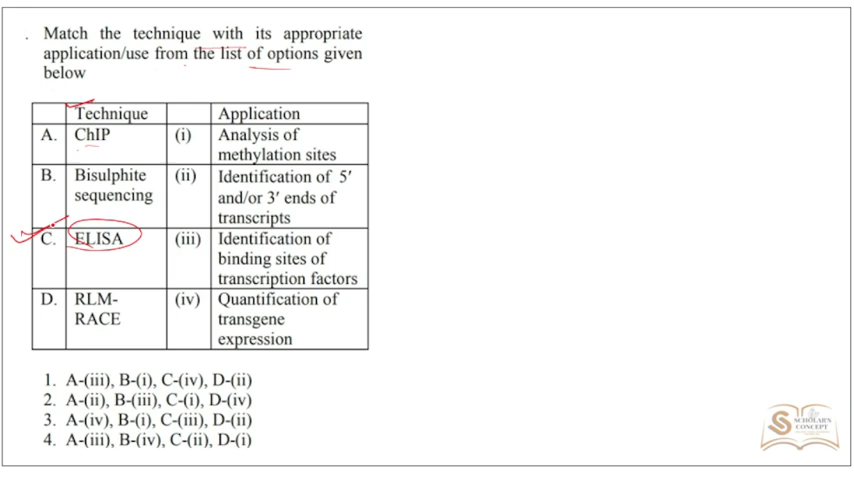 . Match the technique with its appropriate
application/use from the list of options given
below
Technique Application
A. ChIP (i) Analysis of
methylation sites
B. Bisulphite (ii) Identification of 5′
sequencing and/or 3′ ends of
transcripts
C. ELISA (iii) Identification of
binding sites of
transcription factors
D. RLM- (iv) Quantification of
RACE transgene
expression
1. A-(iii), B-(i), C-(iv), D-(ii)
2. A-(ii), B-(iii), C-(i), D-(iv)
3. A-(iv), B-(i), C-(iii), D-(ii)
4. A-(iii), B-(iv), C-(ii), D-(i)
SCHOLAR'S
CONCEPT